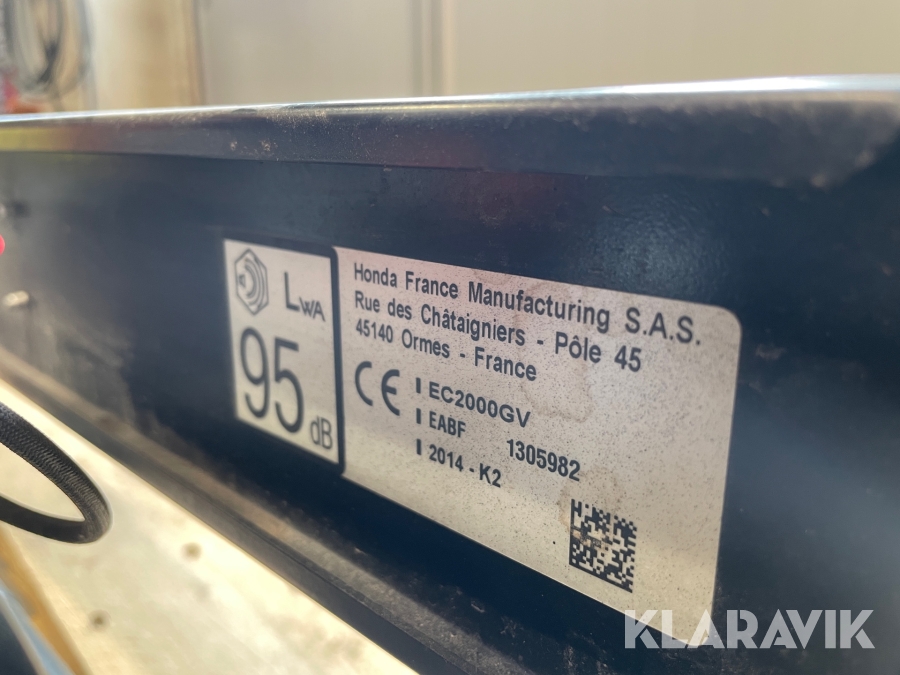 LWA
95
dB
Honda France Manufacturing S.A.S.
Rue des Châtaigniers - Pôle 45
45140 Ormes - France
CE
EC2000GV
EABF 1305982
2014 - K2
KLARAVIK